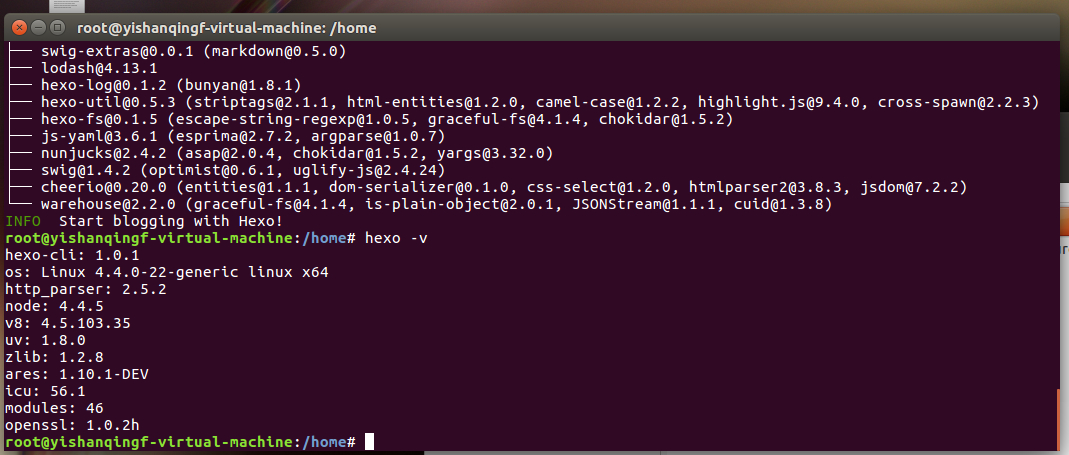 root@yishanqingf-virtual-machine: /home
├── swig-extras@0.0.1 (markdown@0.5.0)
├── lodash@4.13.1
├── hexo-log@0.1.2 (bunyan@1.8.1)
├── hexo-util@0.5.3 (striptags@2.1.1, html-entities@1.2.0, camel-case@1.2.2, highlight.js@9.4.0, cross-spawn@2.2.3)
├── hexo-fs@0.1.5 (escape-string-regexp@1.0.5, graceful-fs@4.1.4, chokidar@1.5.2)
├── js-yaml@3.6.1 (esprima@2.7.2, argparse@1.0.7)
├── nunjucks@2.4.2 (asap@2.0.4, chokidar@1.5.2, yargs@3.32.0)
├── swig@1.4.2 (optimist@0.6.1, uglify-js@2.4.24)
├── cheerio@0.20.0 (entities@1.1.1, dom-serializer@0.1.0, css-select@1.2.0, htmlparser2@3.8.3, jsdom@7.2.2)
└── warehouse@2.2.0 (graceful-fs@4.1.4, is-plain-object@2.0.1, JSONStream@1.1.1, cuid@1.3.8)
INFO  Start blogging with Hexo!
root@yishanqingf-virtual-machine:/home# hexo -v
hexo-cli: 1.0.1
os: Linux 4.4.0-22-generic linux x64
http_parser: 2.5.2
node: 4.4.5
v8: 4.5.103.35
uv: 1.8.0
zlib: 1.2.8
ares: 1.10.1-DEV
icu: 56.1
modules: 46
openssl: 1.0.2h
root@yishanqingf-virtual-machine:/home#